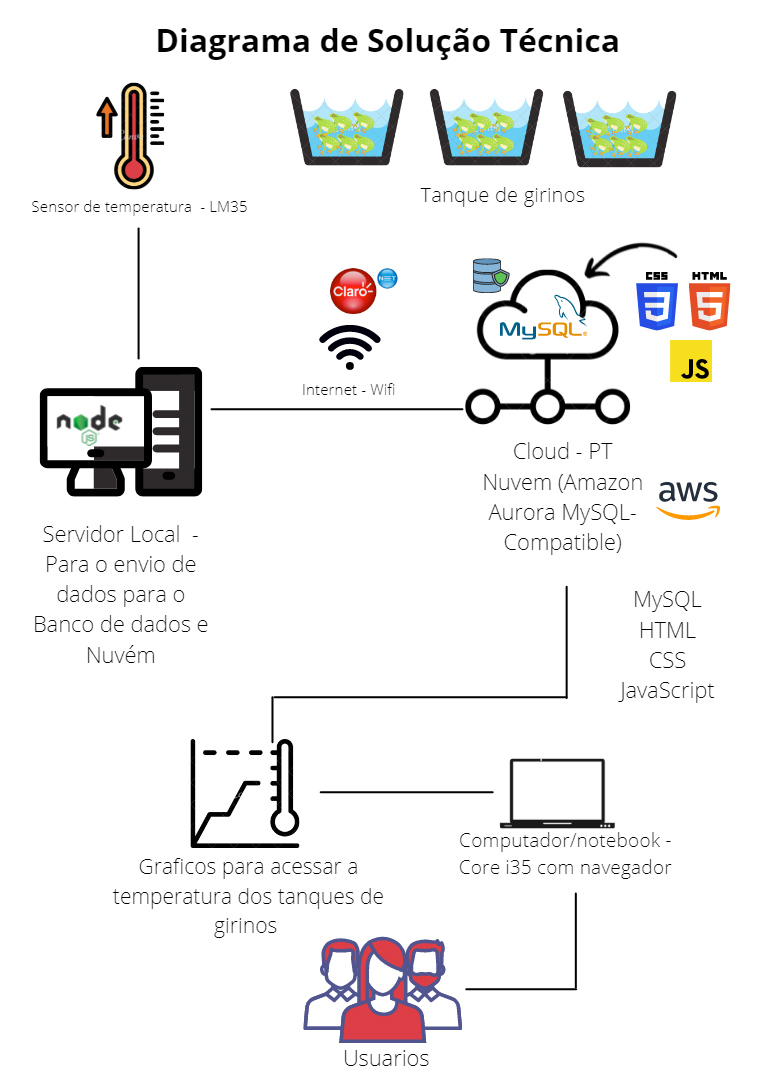 Diagrama de Solução Técnica
Sensor de temperatura - LM35
Tanque de girinos
Claro
NET
Internet - Wifi
MySQL
CSS
3
HTML
5
JS
node
JS
Servidor Local -
Para o envio de
dados para o
Banco de dados e
Nuvém
Cloud - PT
Nuvem (Amazon
Aurora MySQL-
Compatible)
aws
MySQL
HTML
CSS
JavaScript
Graficos para acessar a
temperatura dos tanques de
girinos
Computador/notebook -
Core i35 com navegador
Usuarios